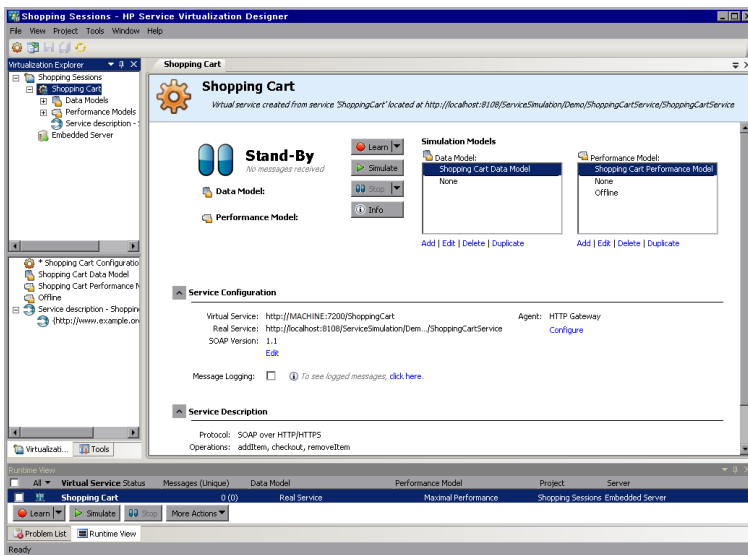 Shopping Sessions - HP Service Virtualization Designer
File View Project Tools Window Help
Virtualization Explorer
Shopping Sessions
Shopping Cart
Data Models
Performance Models
Service description -
Embedded Server
* Shopping Cart Configuratio
Shopping Cart Data Model
Shopping Cart Performance
Offline
Service description - Shoppin
{http://www.example.or
Virtualizati... Tools
Shopping Cart
Shopping Cart
Virtual service created from service 'ShoppingCart' located at http://localhost:8108/ServiceSimulation/Demo/ShoppingCartService/ShoppingCartService
Stand-By
No messages received
Data Model:
Performance Model:
Learn
Simulate
Stop
Info
Simulation Models
Data Model:
Shopping Cart Data Model
None
Add | Edit | Delete | Duplicate
Performance Model:
Shopping Cart Performance Model
None
Offline
Add | Edit | Delete | Duplicate
Service Configuration
Virtual Service: http://MACHINE:7200/ShoppingCart
Real Service: http://localhost:8108/ServiceSimulation/Dem.../ShoppingCartService
SOAP Version: 1.1
Edit
Agent: HTTP Gateway
Configure
Message Logging: To see logged messages, click here.
Service Description
Protocol: SOAP over HTTP/HTTPS
Operations: addItem, checkout, removeItem
Runtime View
All Virtual Service Status Messages (Unique) Data Model Performance Model Project Server
Shopping Cart 0 (0) Real Service Maximal Performance Shopping Sessions Embedded Server
Learn Simulate Stop More Actions
Problem List Runtime View
Ready